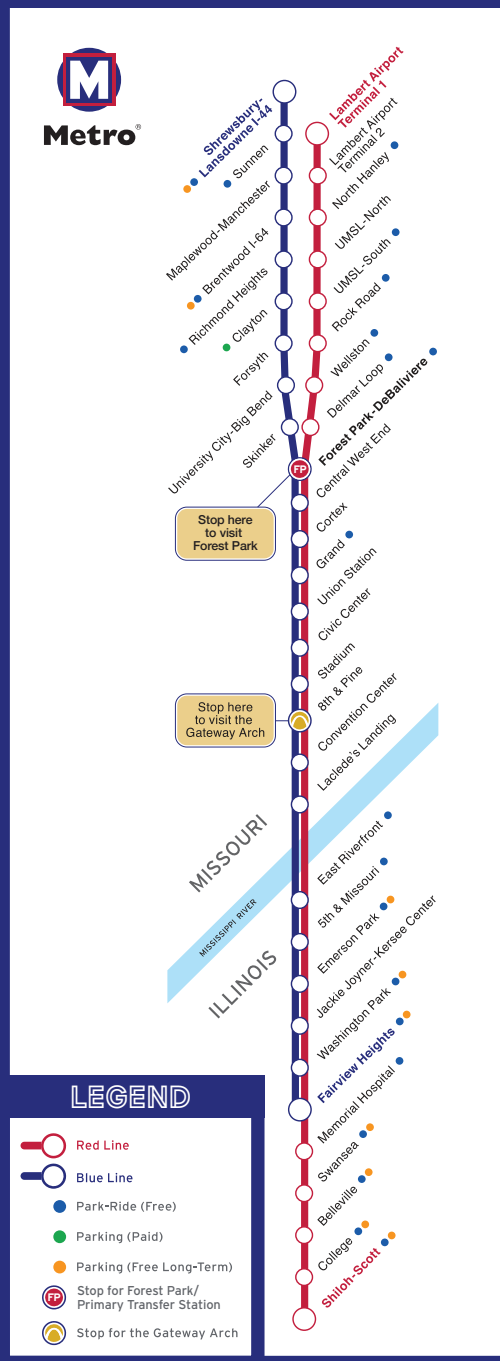 M
Metro®
Shrewsbury-
Lansdowne I-44
Sunnen
Maplewood-Manchester
Brentwood I-64
Richmond Heights
Clayton
Forsyth
University City-Big Bend
Skinker
Lambert Airport
Terminal 1
Lambert Airport
Terminal 2
North Hanley
UMSL-North
UMSL-South
Rock Road
Wellston
Delmar Loop
Forest Park-DeBaliviere
FP
Central West End
Cortex
Grand
Union Station
Civic Center
Stadium
8th & Pine
Convention Center
Laclede's Landing
Stop here
to visit
Forest Park
Stop here
to visit the
Gateway Arch
MISSOURI
MISSISSIPPI RIVER
ILLINOIS
East Riverfront
5th & Missouri
Emerson Park
Jackie Joyner-Kersee Center
Washington Park
Fairview Heights
Memorial Hospital
Swansea
Belleville
College
Shiloh-Scott
LEGEND
Red Line
Blue Line
Park-Ride (Free)
Parking (Paid)
Parking (Free Long-Term)
FP
Stop for Forest Park/
Primary Transfer Station
Stop for the Gateway Arch